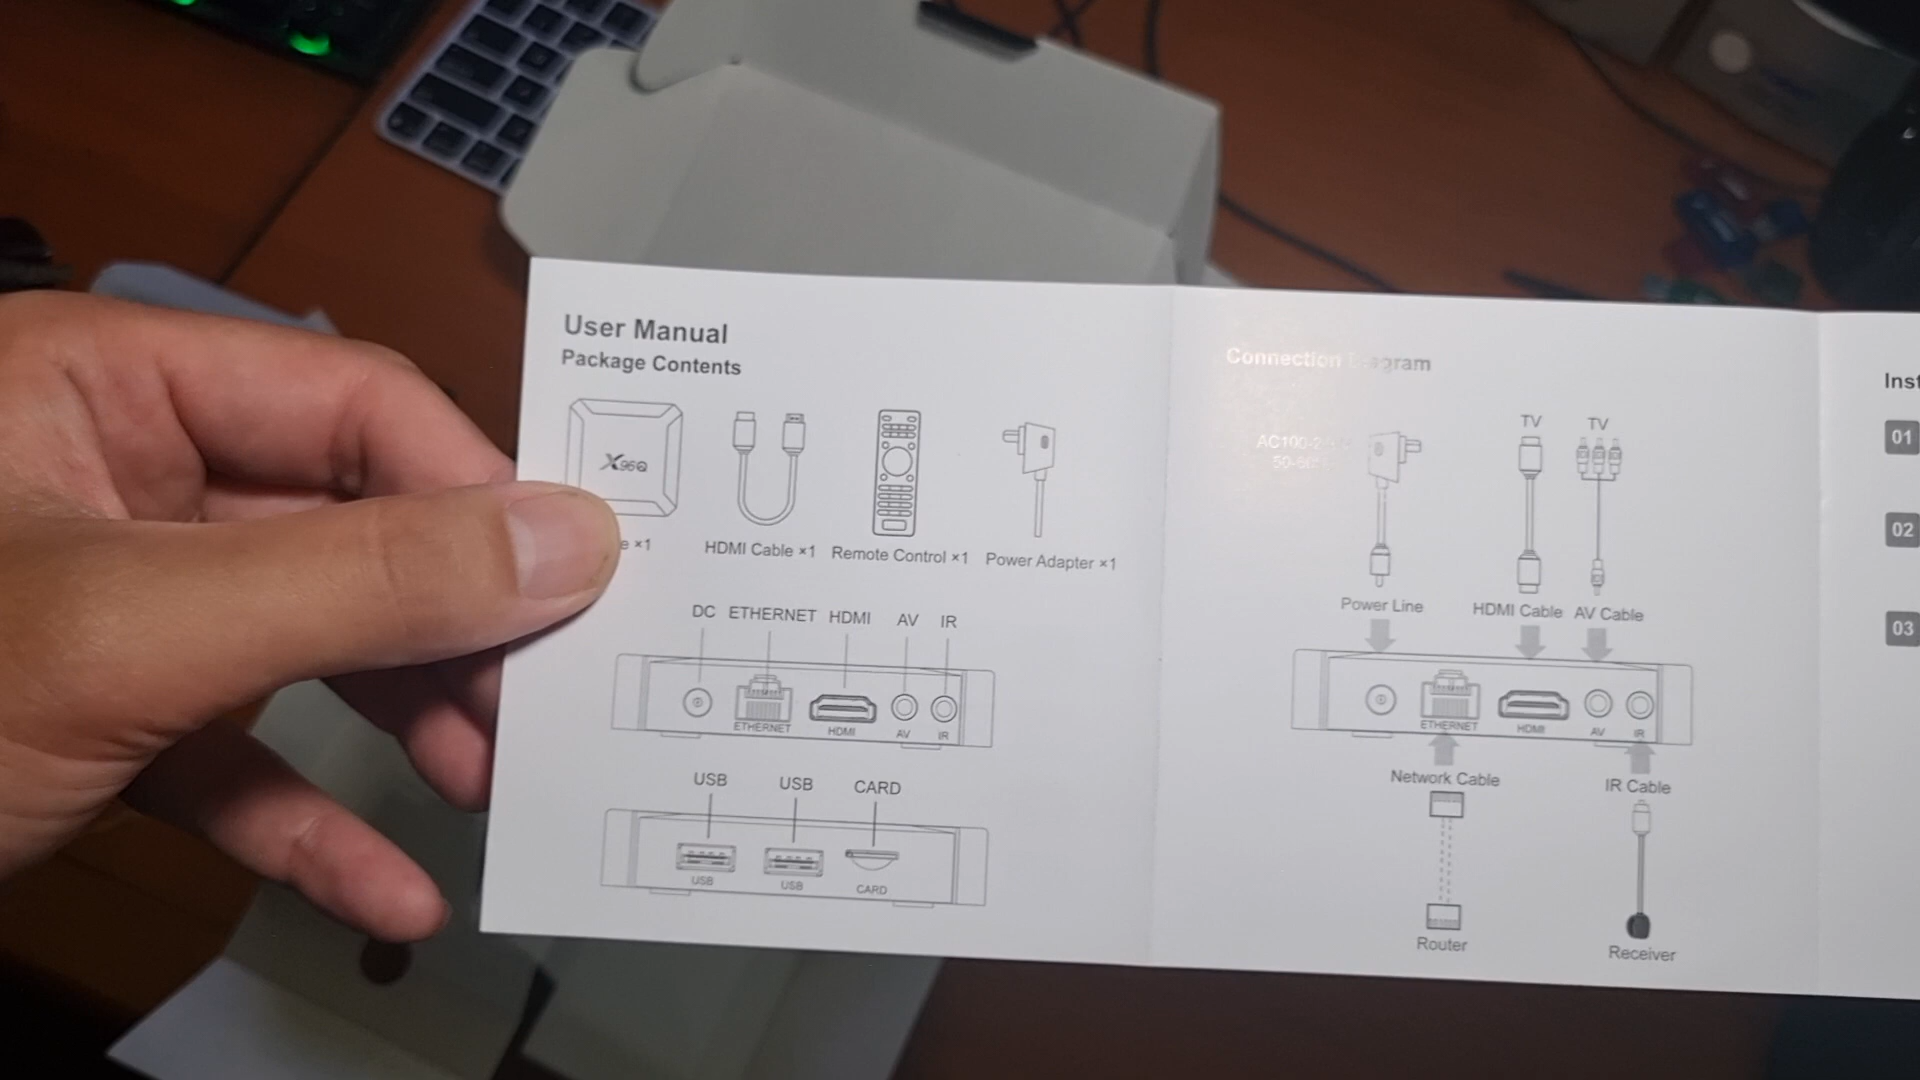 User Manual
Package Contents
X96Q
e ×1
HDMI Cable ×1
Remote Control ×1
Power Adapter ×1
DC ETHERNET HDMI AV IR
ETHERNET HDMI AV IR
USB USB CARD
USB USB CARD
Connection
TV TV
Power Line HDMI Cable AV Cable
ETHERNET HDMI AV IR
Network Cable IR Cable
Router Receiver
Inst
01
02
03